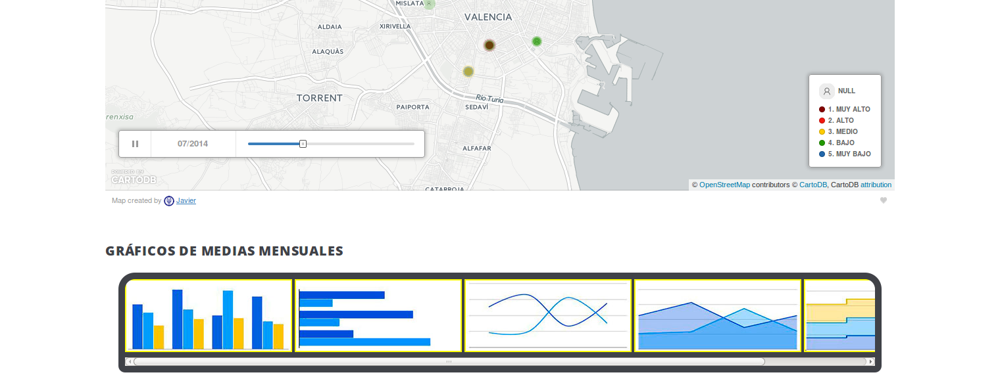 MISLATA
VALENCIA
ALDAIA
XIRIVELLA
ALAQUÀS
TORRENT
PAIPORTA
Río Turia
SEDAVÍ
renxisa
ALFAFAR
CATARROJA
NULL
1. MUY ALTO
2. ALTO
3. MEDIO
4. BAJO
5. MUY BAJO
07/2014
POWERED BY
CARTODB
© OpenStreetMap contributors © CartoDB, CartoDB attribution
Map created by Javier
GRÁFICOS DE MEDIAS MENSUALES